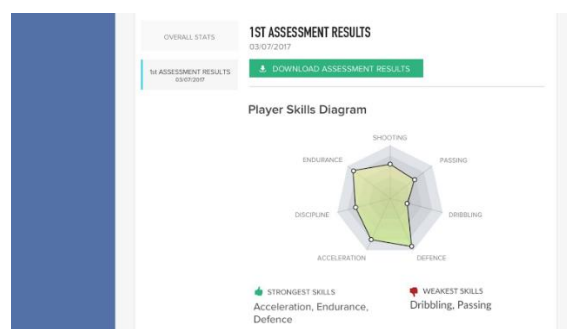 OVERALL STATS
1ST ASSESSMENT RESULTS
03/07/2017
1st ASSESSMENT RESULTS
03/07/2017
DOWNLOAD ASSESSMENT RESULTS
Player Skills Diagram
SHOOTING
ENDURANCE
PASSING
DISCIPLINE
DRIBBLING
ACCELERATION
DEFENCE
STRONGEST SKILLS
Acceleration, Endurance,
Defence
WEAKEST SKILLS
Dribbling, Passing